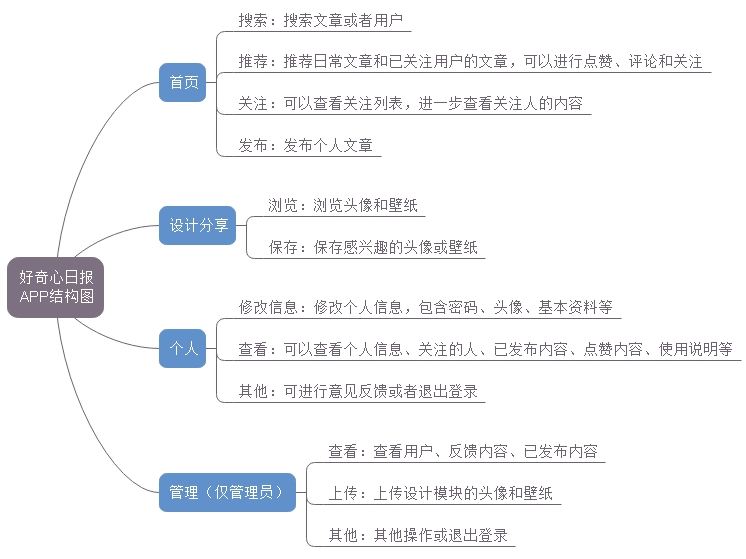 好奇心日报
APP结构图
首页
搜索：搜索文章或者用户
推荐：推荐日常文章和已关注用户的文章，可以进行点赞、评论和关注
关注：可以查看关注列表，进一步查看关注人的内容
发布：发布个人文章
设计分享
浏览：浏览头像和壁纸
保存：保存感兴趣的头像或壁纸
个人
修改信息：修改个人信息，包含密码、头像、基本资料等
查看：可以查看个人信息、关注的人、已发布内容、点赞内容、使用说明等
其他：可进行意见反馈或者退出登录
管理（仅管理员）
查看：查看用户、反馈内容、已发布内容
上传：上传设计模块的头像和壁纸
其他：其他操作或退出登录